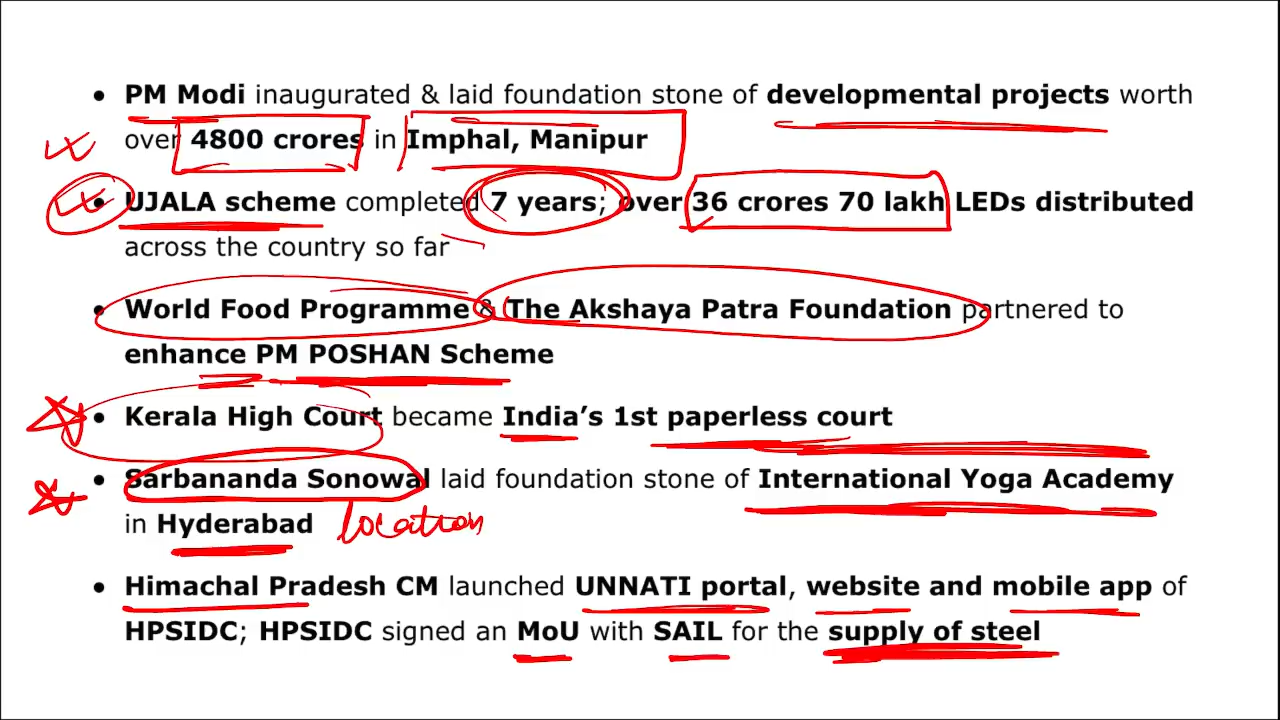 • PM Modi inaugurated & laid foundation stone of developmental projects worth
over 4800 crores in Imphal, Manipur
• UJALA scheme completed 7 years; over 36 crores 70 lakh LEDs distributed
across the country so far
• World Food Programme & The Akshaya Patra Foundation partnered to
enhance PM POSHAN Scheme
• Kerala High Court became India’s 1st paperless court
• Sarbananda Sonowal laid foundation stone of International Yoga Academy
in Hyderabad location
• Himachal Pradesh CM launched UNNATI portal, website and mobile app of
HPSIDC; HPSIDC signed an MoU with SAIL for the supply of steel